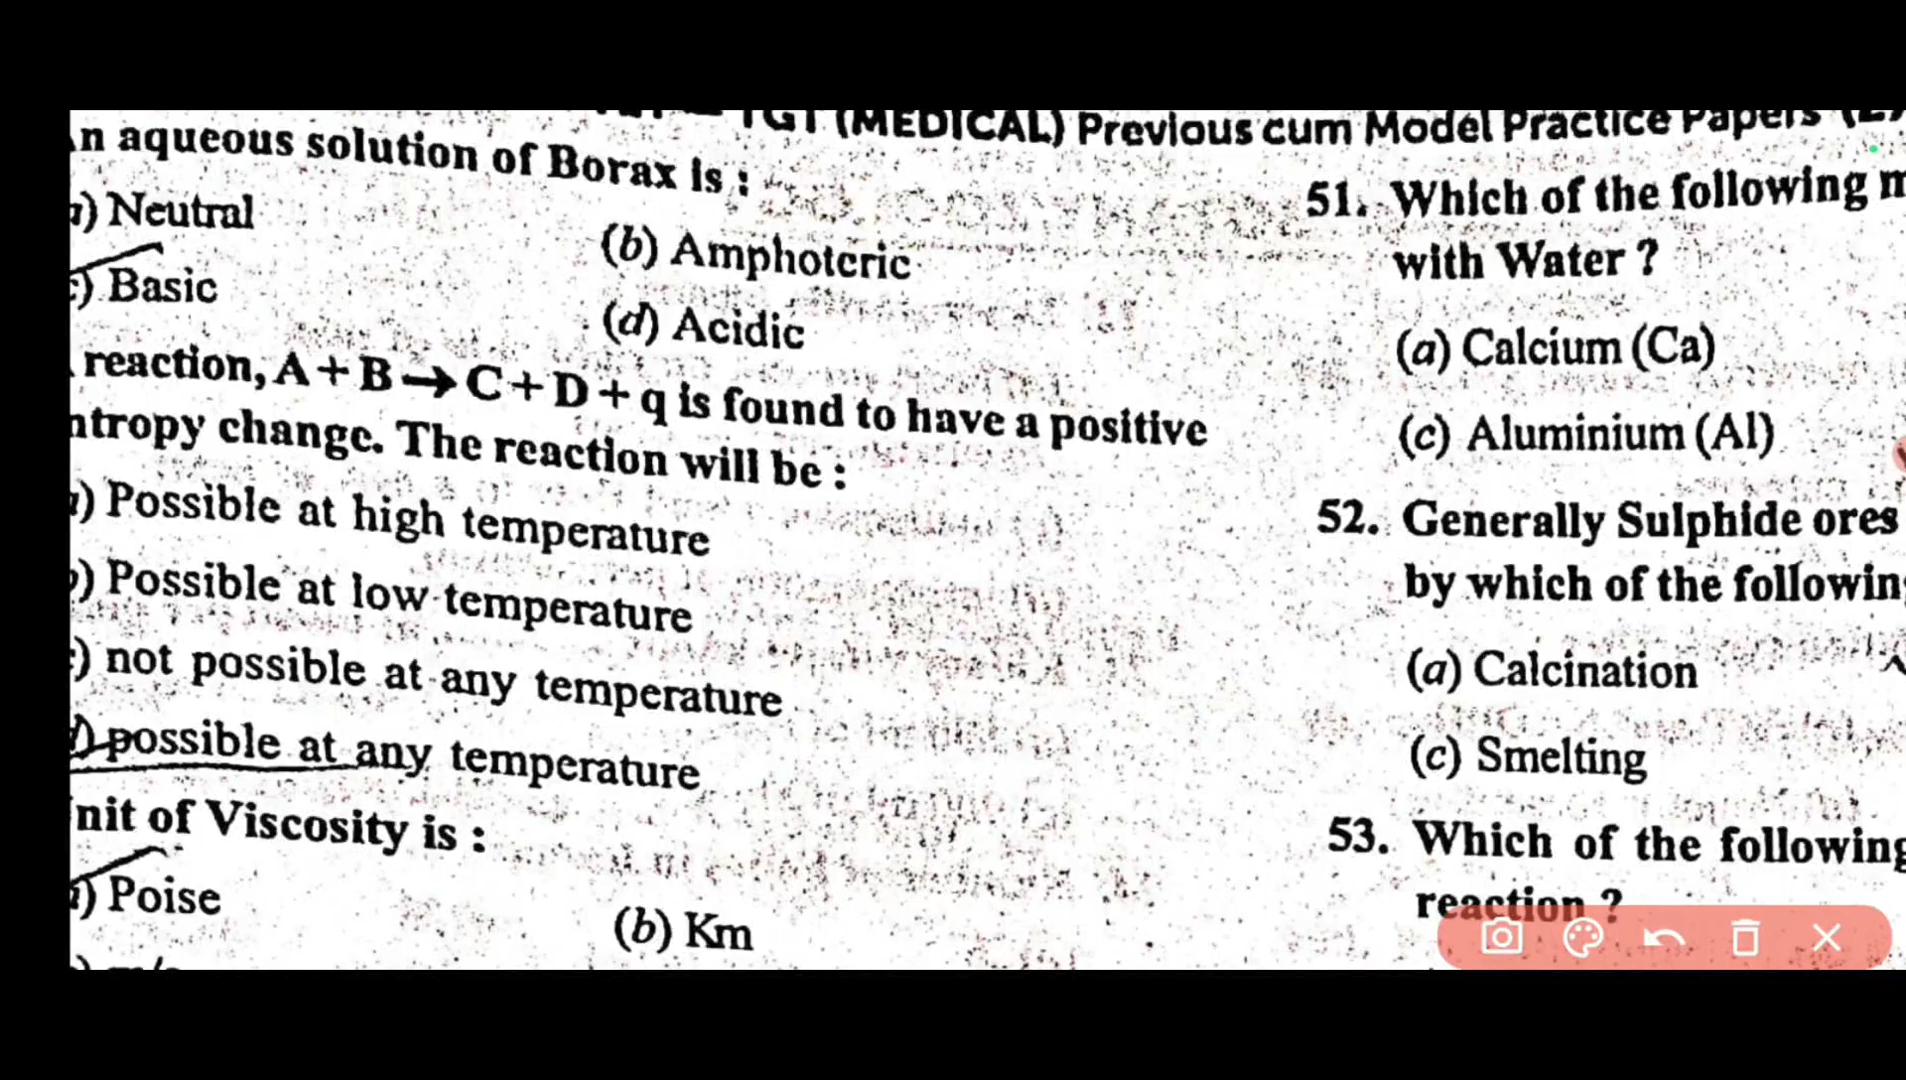 TGT (MEDICAL) Previous cum Model Practice Papers
n aqueous solution of Borax is :
) Neutral
(b) Amphoteric
) Basic
(d) Acidic
reaction, A + B → C + D + q is found to have a positive
ntropy change. The reaction will be :
) Possible at high temperature
) Possible at low temperature
) not possible at any temperature
) possible at any temperature
nit of Viscosity is :
) Poise
(b) Km
51. Which of the following
with Water ?
(a) Calcium (Ca)
(c) Aluminium (Al)
52. Generally Sulphide ores
by which of the followin
(a) Calcination
(c) Smelting
53. Which of the following
reaction ?